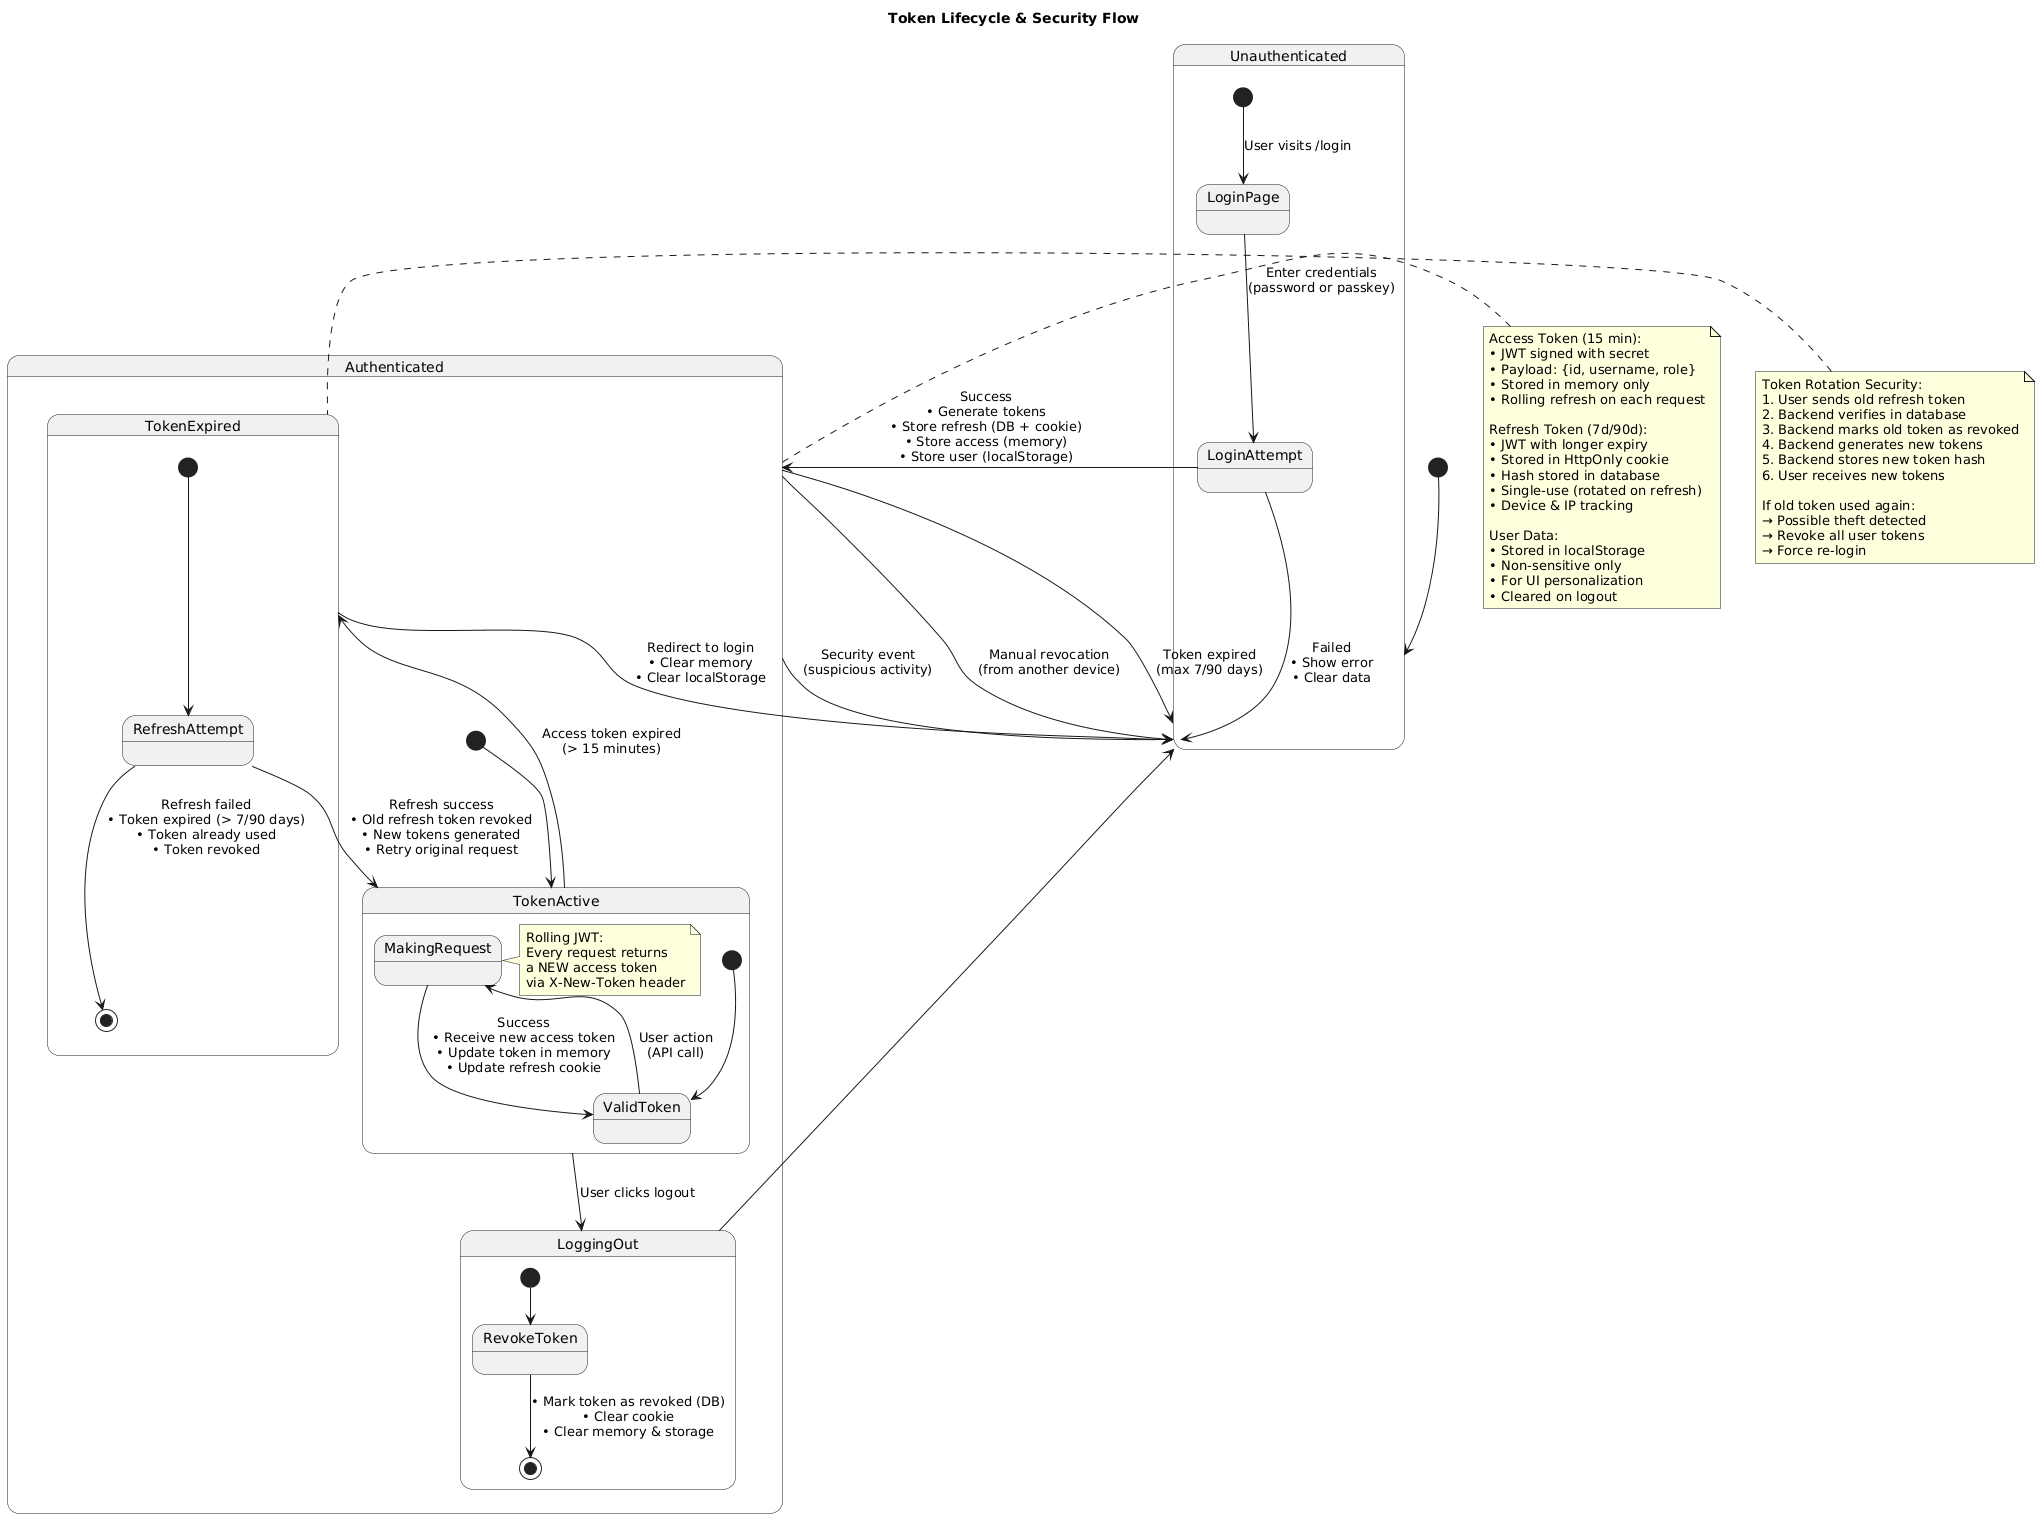 Token Lifecycle & Security Flow
Unauthenticated
User visits /login
LoginPage
Enter credentials
(password or passkey)
LoginAttempt
Success
• Generate tokens
• Store refresh (DB + cookie)
• Store access (memory)
• Store user (localStorage)
Failed
• Show error
• Clear data
Access Token (15 min):
• JWT signed with secret
• Payload: {id, username, role}
• Stored in memory only
• Rolling refresh on each request
Refresh Token (7d/90d):
• JWT with longer expiry
• Stored in HttpOnly cookie
• Hash stored in database
• Single-use (rotated on refresh)
• Device & IP tracking
User Data:
• Stored in localStorage
• Non-sensitive only
• For UI personalization
• Cleared on logout
Token Rotation Security:
1. User sends old refresh token
2. Backend verifies in database
3. Backend marks old token as revoked
4. Backend generates new tokens
5. Backend stores new token hash
6. User receives new tokens
If old token used again:
→ Possible theft detected
→ Revoke all user tokens
→ Force re-login
Authenticated
TokenExpired
RefreshAttempt
Refresh failed
• Token expired (> 7/90 days)
• Token already used
• Token revoked
Refresh success
• Old refresh token revoked
• New tokens generated
• Retry original request
Redirect to login
• Clear memory
• Clear localStorage
Security event
(suspicious activity)
Manual revocation
(from another device)
Token expired
(max 7/90 days)
Access token expired
(> 15 minutes)
TokenActive
MakingRequest
Rolling JWT:
Every request returns
a NEW access token
via X-New-Token header
Success
• Receive new access token
• Update token in memory
• Update refresh cookie
User action
(API call)
ValidToken
User clicks logout
LoggingOut
RevokeToken
• Mark token as revoked (DB)
• Clear cookie
• Clear memory & storage